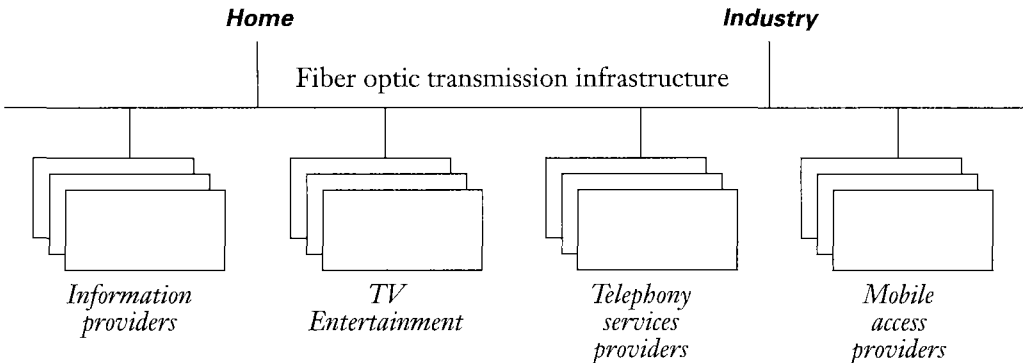 Home
Industry
Fiber optic transmission infrastructure
Information
providers
TV
Entertainment
Telephony
services
providers
Mobile
access
providers